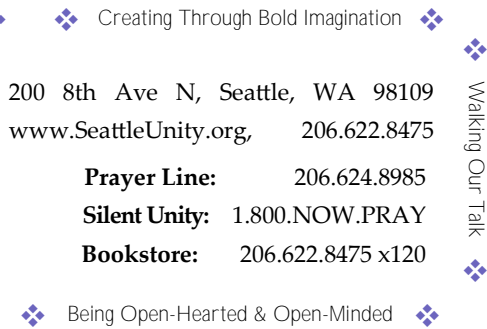 Creating Through Bold Imagination
200 8th Ave N, Seattle, WA 98109
www.SeattleUnity.org, 206.622.8475
Prayer Line: 206.624.8985
Silent Unity: 1.800.NOW.PRAY
Bookstore: 206.622.8475 x120
Walking Our Talk
Being Open-Hearted & Open-Minded